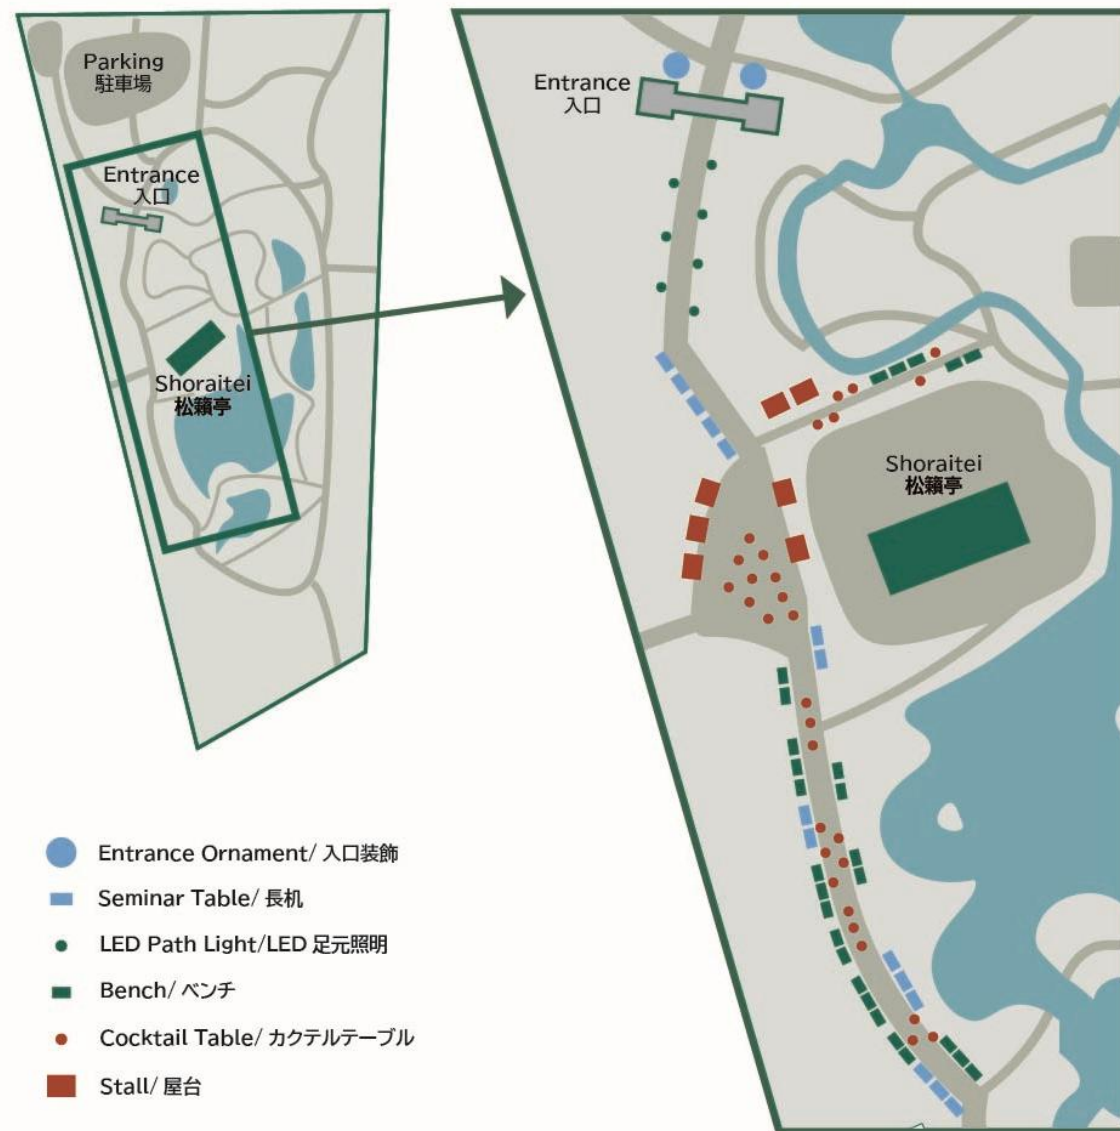 Parking
駐車場
Entrance
入口
Shoraitei
松籟亭
Entrance
入口
Shoraitei
松籟亭
Entrance Ornament/ 入口装飾
Seminar Table/ 長机
LED Path Light/LED 足元照明
Bench/ ベンチ
Cocktail Table/ カクテルテーブル
Stall/ 屋台